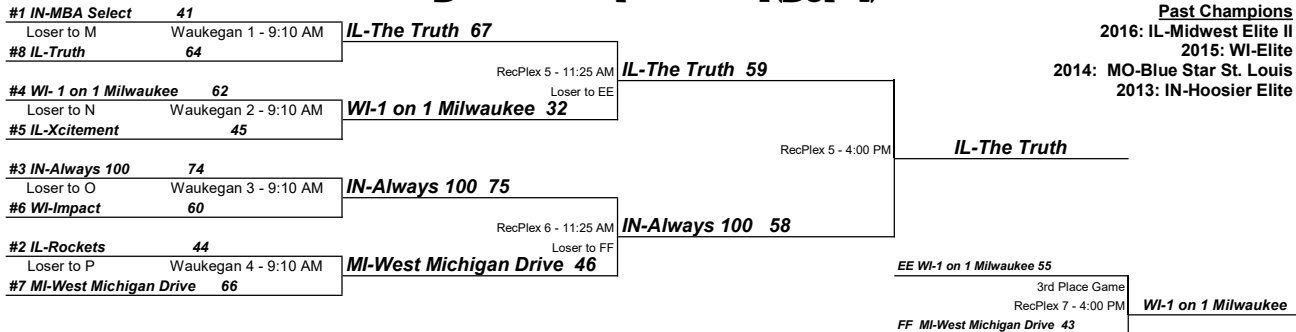 #1 IN-MBA Select 41
Loser to M Waukegan 1 - 9:10 AM
#8 IL-Truth 64
IL-The Truth 67
RecPlex 5 - 11:25 AM
Loser to EE
#4 WI- 1 on 1 Milwaukee 62
Loser to N Waukegan 2 - 9:10 AM
#5 IL-Xcitement 45
WI-1 on 1 Milwaukee 32
IL-The Truth 59
RecPlex 5 - 4:00 PM
IL-The Truth
#3 IN-Always 100 74
Loser to O Waukegan 3 - 9:10 AM
#6 WI-Impact 60
IN-Always 100 75
RecPlex 6 - 11:25 AM
Loser to FF
IN-Always 100 58
#2 IL-Rockets 44
Loser to P Waukegan 4 - 9:10 AM
#7 MI-West Michigan Drive 66
MI-West Michigan Drive 46
EE WI-1 on 1 Milwaukee 55
3rd Place Game
RecPlex 7 - 4:00 PM
WI-1 on 1 Milwaukee
FF MI-West Michigan Drive 43
Past Champions
2016: IL-Midwest Elite II
2015: WI-Elite
2014: MO-Blue Star St. Louis
2013: IN-Hoosier Elite